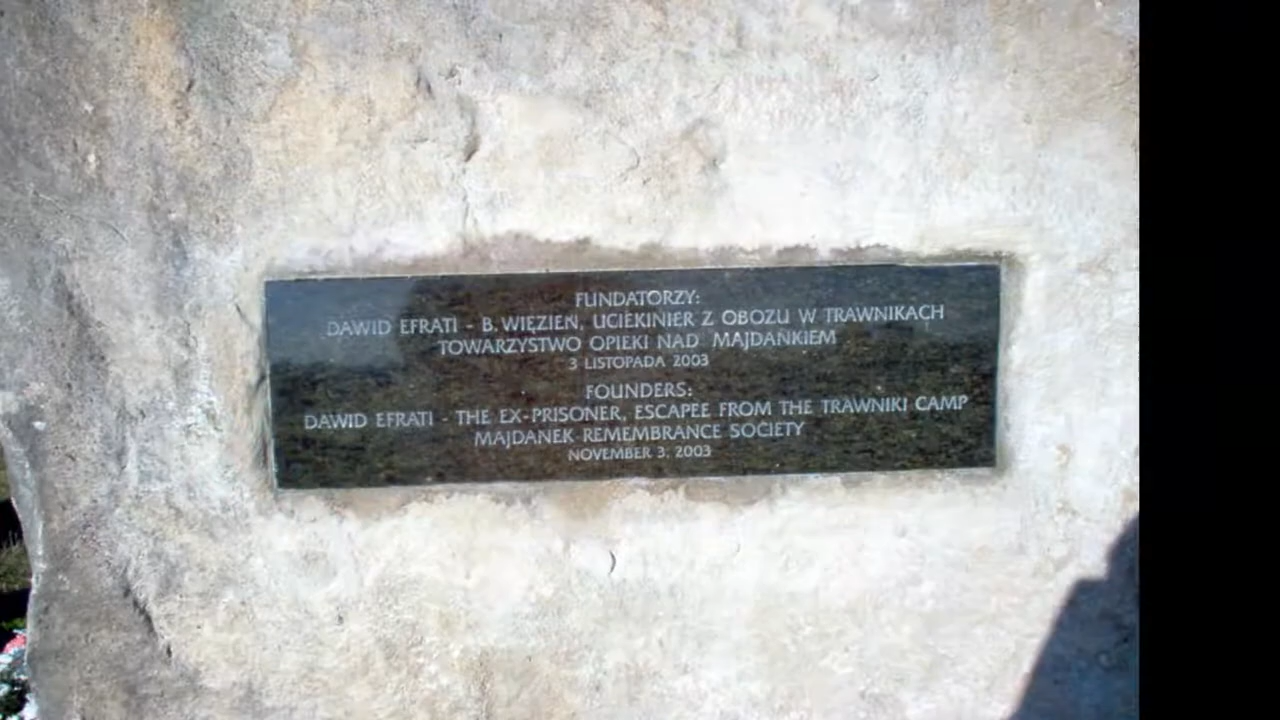 FUNDATORZY:
DAWID EFRATI - B. WIĘZIEŃ, UCIEKINIER Z OBOZU W TRAWNIKACH
TOWARZYSTWO OPIEKI NAD MAJDANKIEM
3 LISTOPADA 2003
FOUNDERS:
DAWID EFRATI - THE EX-PRISONER, ESCAPEE FROM THE TRAWNIKI CAMP
MAJDANEK REMEMBRANCE SOCIETY
NOVEMBER 3, 2003